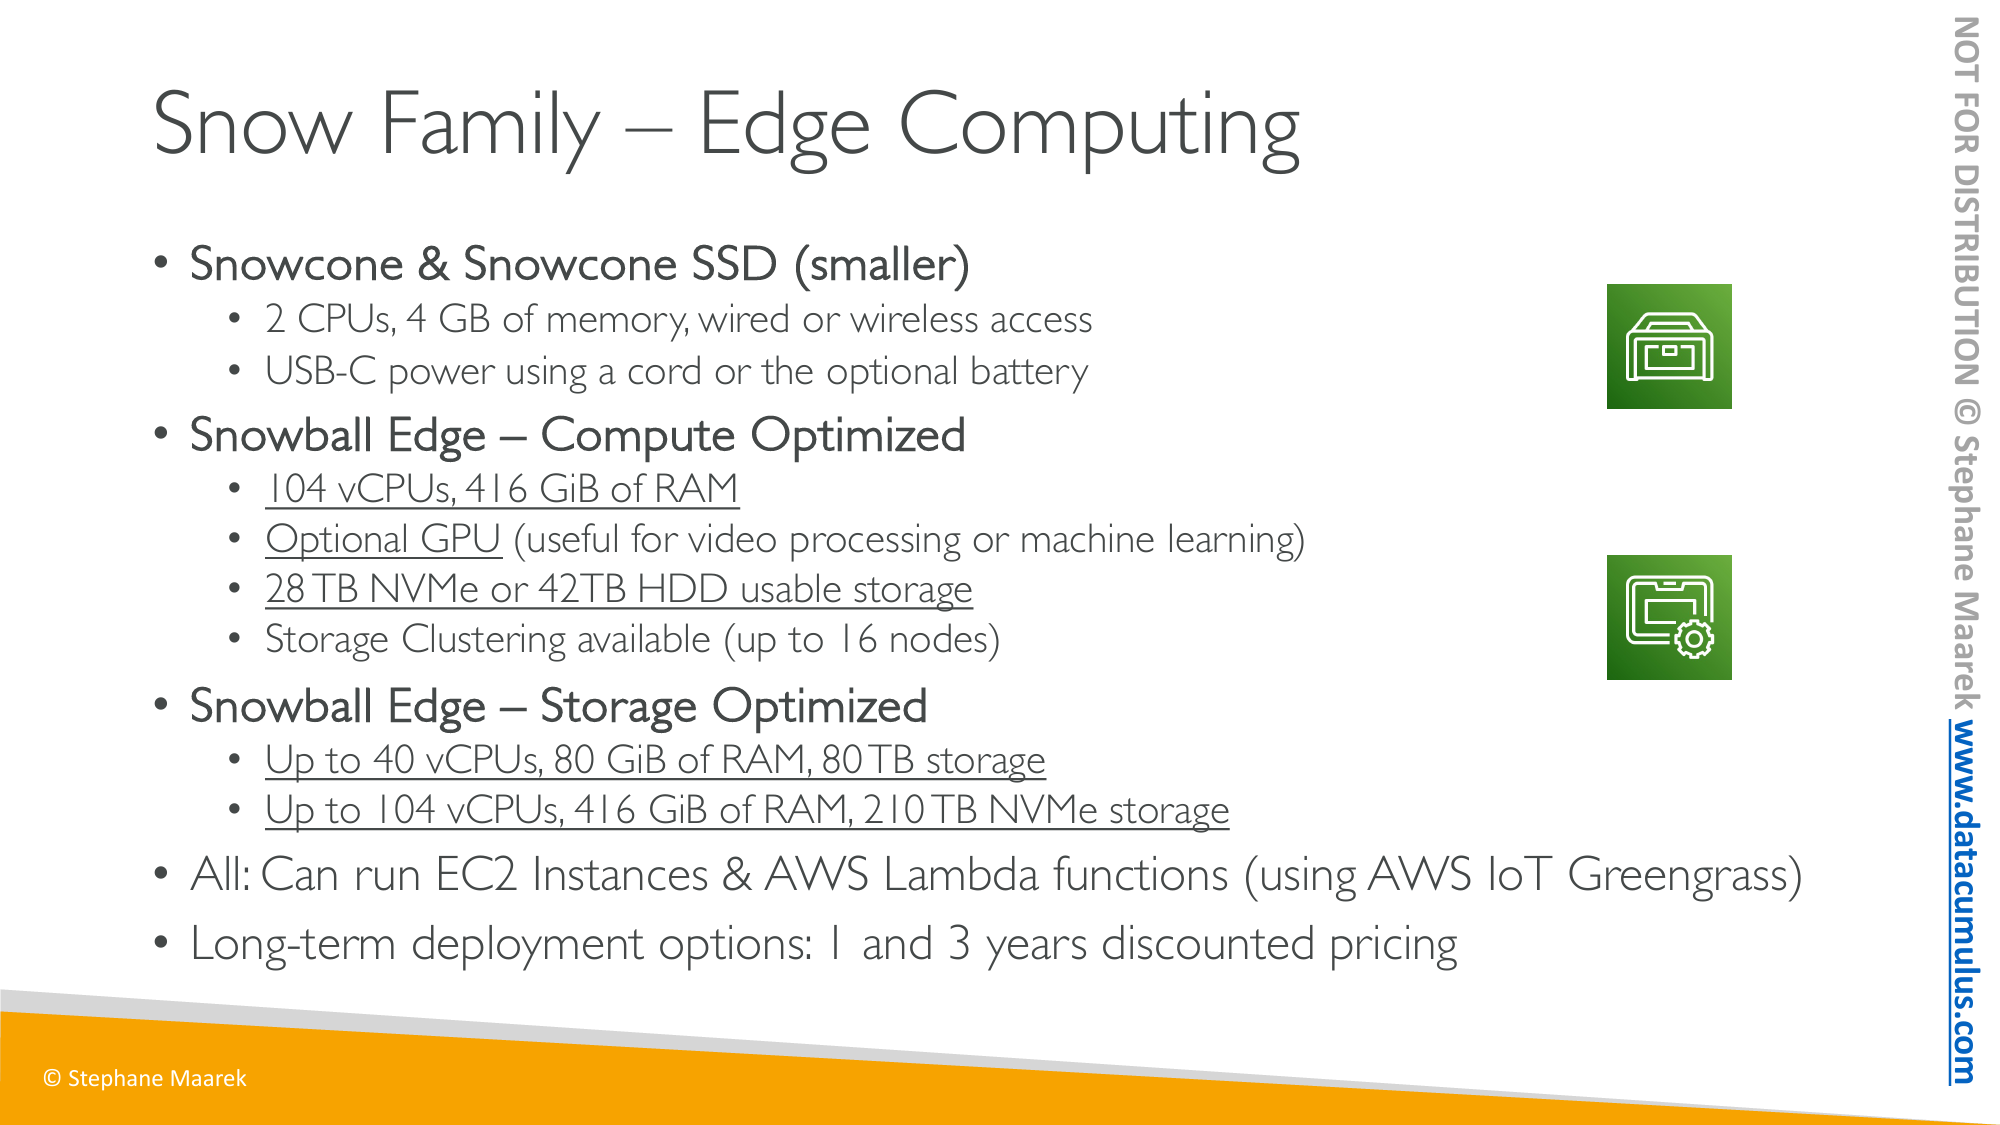 Snow Family – Edge Computing
• Snowcone & Snowcone SSD (smaller)
• 2 CPUs, 4 GB of memory, wired or wireless access
• USB-C power using a cord or the optional battery
• Snowball Edge – Compute Optimized
• 104 vCPUs, 416 GiB of RAM
• Optional GPU (useful for video processing or machine learning)
• 28 TB NVMe or 42TB HDD usable storage
• Storage Clustering available (up to 16 nodes)
• Snowball Edge – Storage Optimized
• Up to 40 vCPUs, 80 GiB of RAM, 80 TB storage
• Up to 104 vCPUs, 416 GiB of RAM, 210 TB NVMe storage
• All: Can run EC2 Instances & AWS Lambda functions (using AWS IoT Greengrass)
• Long-term deployment options: 1 and 3 years discounted pricing
© Stephane Maarek
NOT FOR DISTRIBUTION © Stephane Maarek www.datacumulus.com